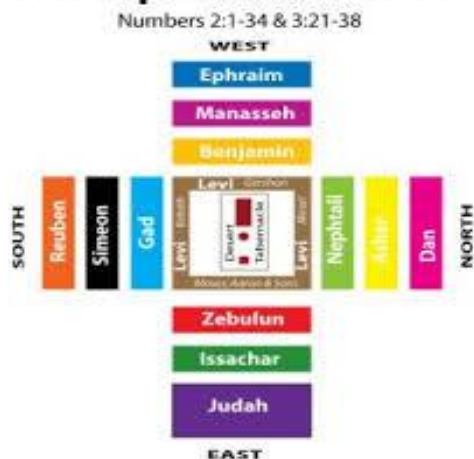 Numbers 2:1-34 & 3:21-38
WEST
Ephraim
Manasseh
Benjamin
SOUTH
Reuben
Simeon
Gad
Levi Gershon
Levi
Desert
Tabernacle
Levi
Moses, Aaron & Sons
Nephtali
Asher
Dan
NORTH
Zebulun
Issachar
Judah
EAST